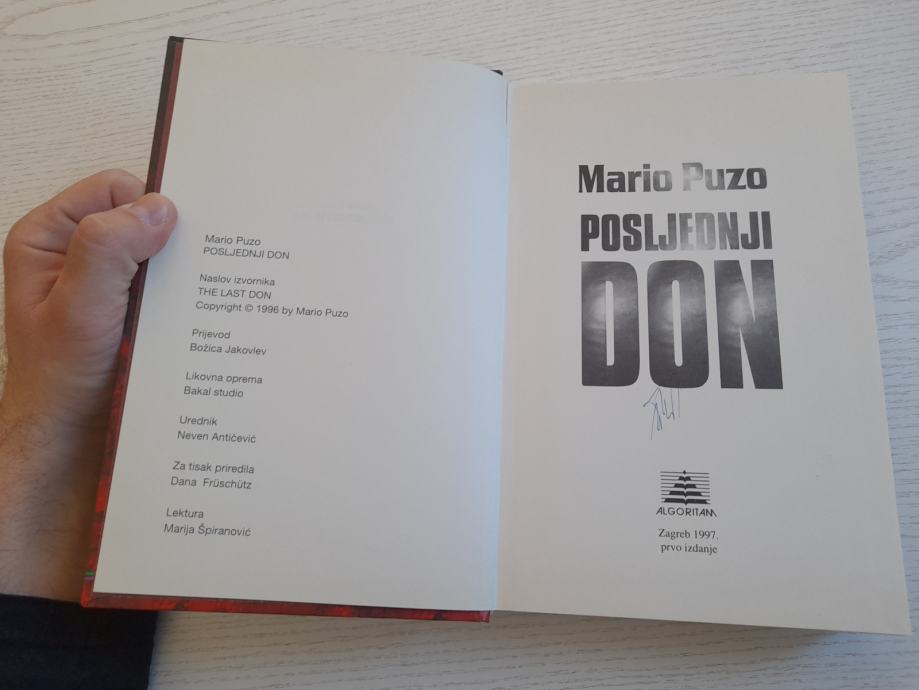 Mario Puzo
POSLJEDNJI DON
Naslov izvornika
THE LAST DON
Copyright © 1996 by Mario Puzo
Prijevod
Božica Jakovlev
Likovna oprema
Bakal studio
Urednik
Neven Antičević
Za tisak priredila
Dana Früschütz
Lektura
Marija Špiranović
Mario Puzo
POSLJEDNJI
DON
ALGORITAM
Zagreb 1997.
prvo izdanje